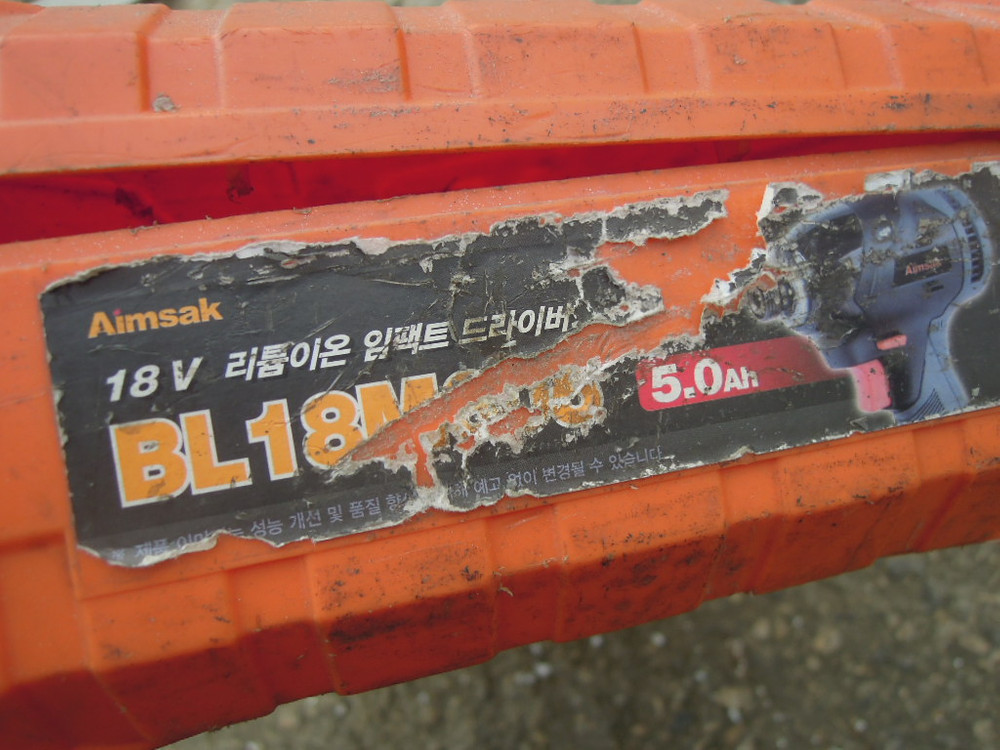 Aimsak
18 V 리튬이온 임팩트 드라이버
BL18M
5.0Ah
성능 개선 및 품질 예고 없이 변경될 수 있습니다
Aimsak